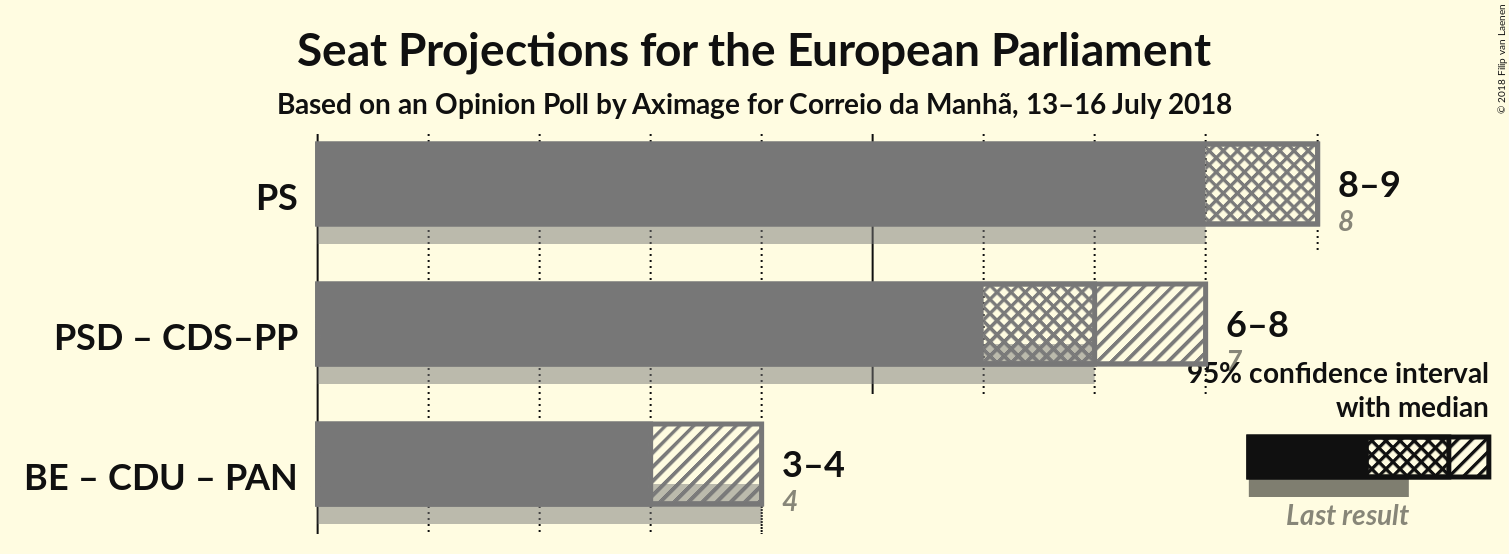 Seat Projections for the European Parliament
Based on an Opinion Poll by Aximage for Correio da Manhã, 13–16 July 2018
© 2018 Filip van Laenen
PS
8–9
8
PSD – CDS–PP
6–8
7
95% confidence interval
with median
BE – CDU – PAN
3–4
4
Last result